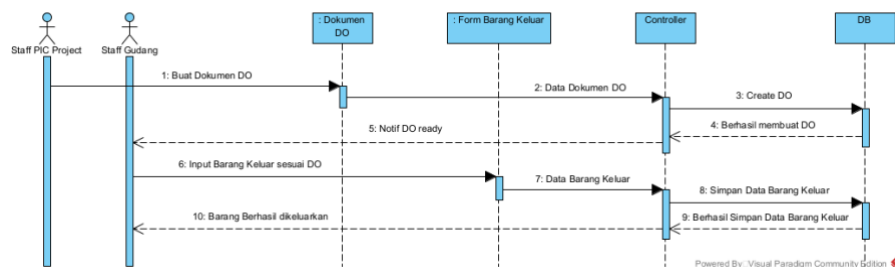 Staff PIC Project
Staff Gudang
: Dokumen
DO
: Form Barang Keluar
Controller
DB
1: Buat Dokumen DO
2: Data Dokumen DO
3: Create DO
4: Berhasil membuat DO
5: Notif DO ready
6: Input Barang Keluar sesuai DO
7: Data Barang Keluar
8: Simpan Data Barang Keluar
9: Berhasil Simpan Data Barang Keluar
10: Barang Berhasil dikeluarkan
Powered By: Visual Paradigm Community Edition